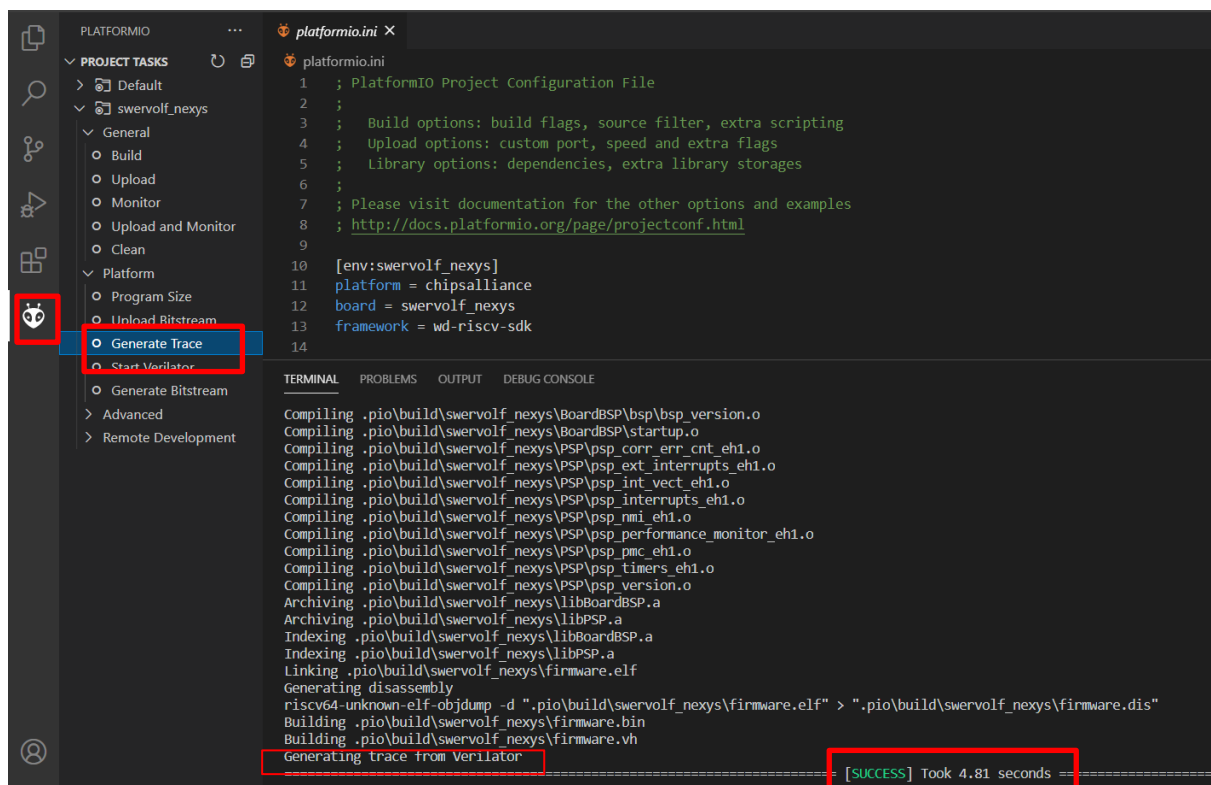 PLATFORMIO ...
PROJECT TASKS
Default
swervolf_nexys
General
Build
Upload
Monitor
Upload and Monitor
Clean
Platform
Program Size
Upload Bitstream
Generate Trace
Start Verilator
Generate Bitstream
Advanced
Remote Development
platformio.ini
platformio.ini
1 ; PlatformIO Project Configuration File
2 ;
3 ;   Build options: build flags, source filter, extra scripting
4 ;   Upload options: custom port, speed and extra flags
5 ;   Library options: dependencies, extra library storages
6 ;
7 ; Please visit documentation for the other options and examples
8 ; http://docs.platformio.org/page/projectconf.html
9
10 [env:swervolf_nexys]
11 platform = chipsalliance
12 board = swervolf_nexys
13 framework = wd-riscv-sdk
14
TERMINAL PROBLEMS OUTPUT DEBUG CONSOLE
Compiling .pio\build\swervolf_nexys\BoardBSP\bsp\bsp_version.o
Compiling .pio\build\swervolf_nexys\BoardBSP\startup.o
Compiling .pio\build\swervolf_nexys\PSP\psp_corr_err_cnt_eh1.o
Compiling .pio\build\swervolf_nexys\PSP\psp_ext_interrupts_eh1.o
Compiling .pio\build\swervolf_nexys\PSP\psp_int_vect_eh1.o
Compiling .pio\build\swervolf_nexys\PSP\psp_interrupts_eh1.o
Compiling .pio\build\swervolf_nexys\PSP\psp_nmi_eh1.o
Compiling .pio\build\swervolf_nexys\PSP\psp_performance_monitor_eh1.o
Compiling .pio\build\swervolf_nexys\PSP\psp_pmc_eh1.o
Compiling .pio\build\swervolf_nexys\PSP\psp_timers_eh1.o
Compiling .pio\build\swervolf_nexys\PSP\psp_version.o
Archiving .pio\build\swervolf_nexys\libBoardBSP.a
Archiving .pio\build\swervolf_nexys\libPSP.a
Indexing .pio\build\swervolf_nexys\libBoardBSP.a
Indexing .pio\build\swervolf_nexys\libPSP.a
Linking .pio\build\swervolf_nexys\firmware.elf
Generating disassembly
riscv64-unknown-elf-objdump -d ".pio\build\swervolf_nexys\firmware.elf" > ".pio\build\swervolf_nexys\firmware.dis"
Building .pio\build\swervolf_nexys\firmware.bin
Building .pio\build\swervolf_nexys\firmware.vh
Generating trace from Verilator
[SUCCESS] Took 4.81 seconds